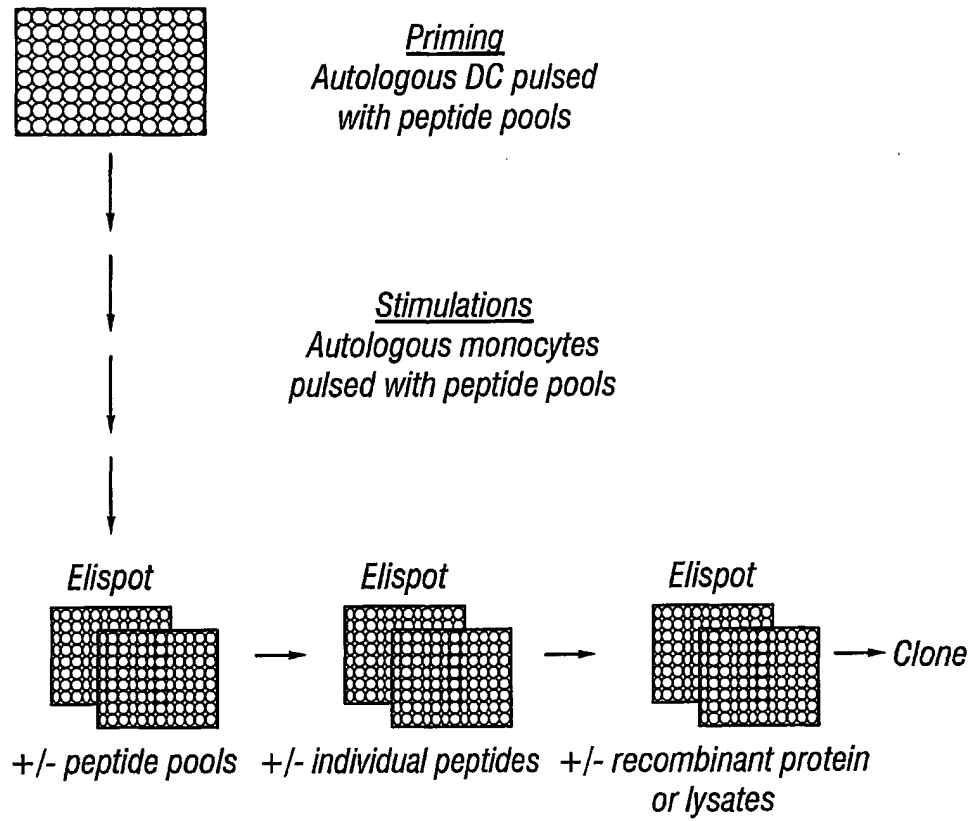 Priming
Autologous DC pulsed
with peptide pools
Stimulations
Autologous monocytes
pulsed with peptide pools
Elispot
Elispot
Elispot
Clone
+/- peptide pools
+/- individual peptides
+/- recombinant protein
or lysates